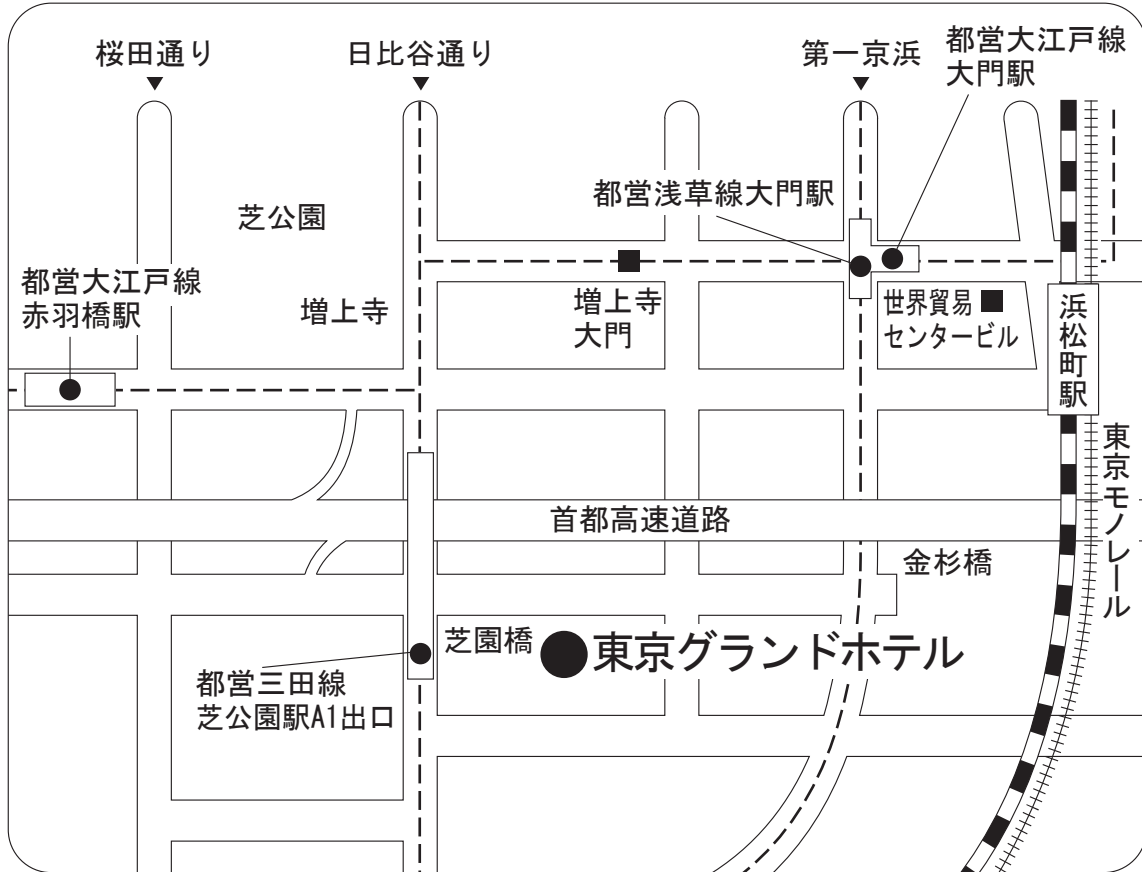 桜田通り
日比谷通り
第一京浜
都営大江戸線
大門駅
都営浅草線大門駅
芝公園
都営大江戸線
赤羽橋駅
増上寺
増上寺
大門
世界貿易
センタービル
浜松町駅
東京モノレール
首都高速道路
金杉橋
芝園橋
東京グランドホテル
都営三田線
芝公園駅A1出口